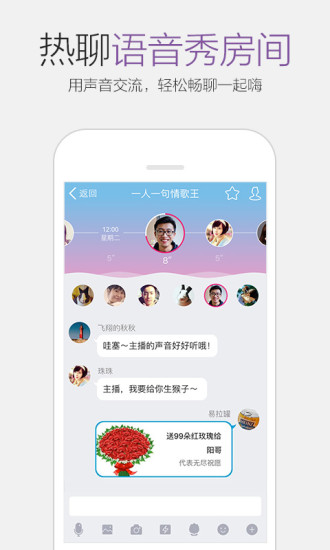 热聊语音秀房间
用声音交流，轻松畅聊一起嗨
返回
一人一句情歌王
12:00
星期二
5"
8"
5"
飞翔的秋秋
哇塞～主播的声音好好听哦！
珠珠
主播，我要给你生猴子～
易拉罐
送99朵红玫瑰给
阳哥
代表无尽祝愿